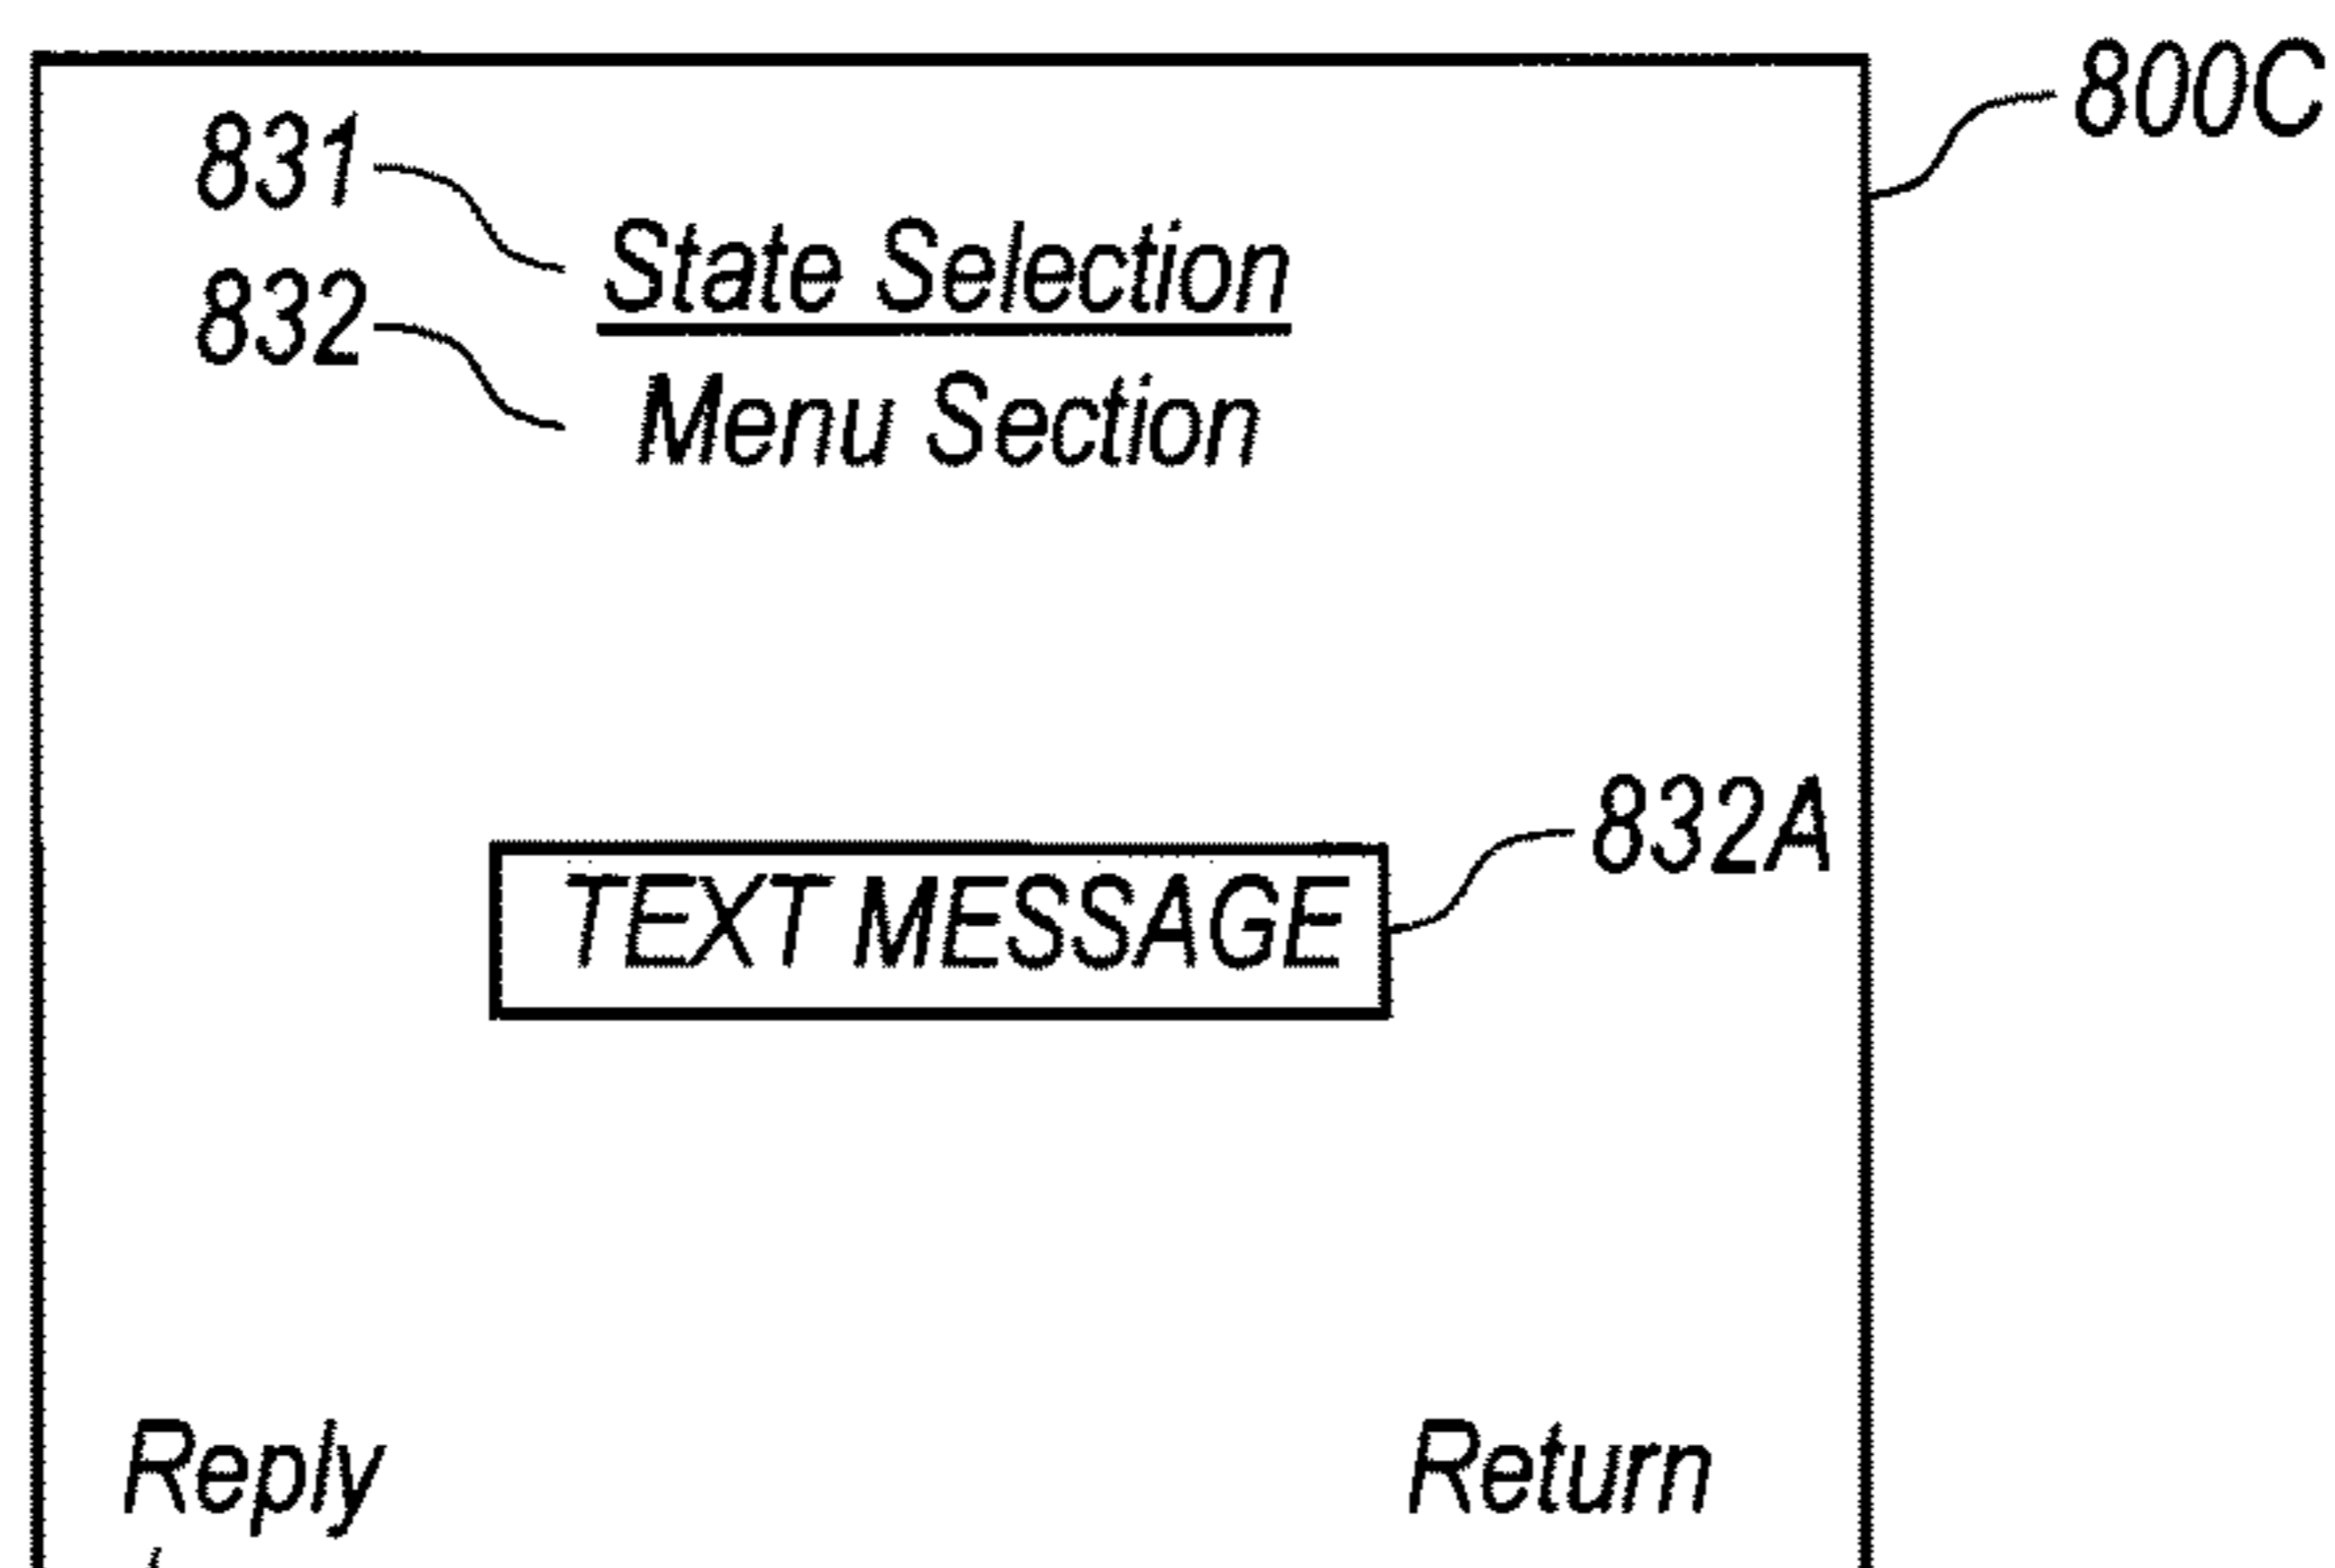 800C
831
State Selection
832
Menu Section
832A
TEXT MESSAGE
Reply Return